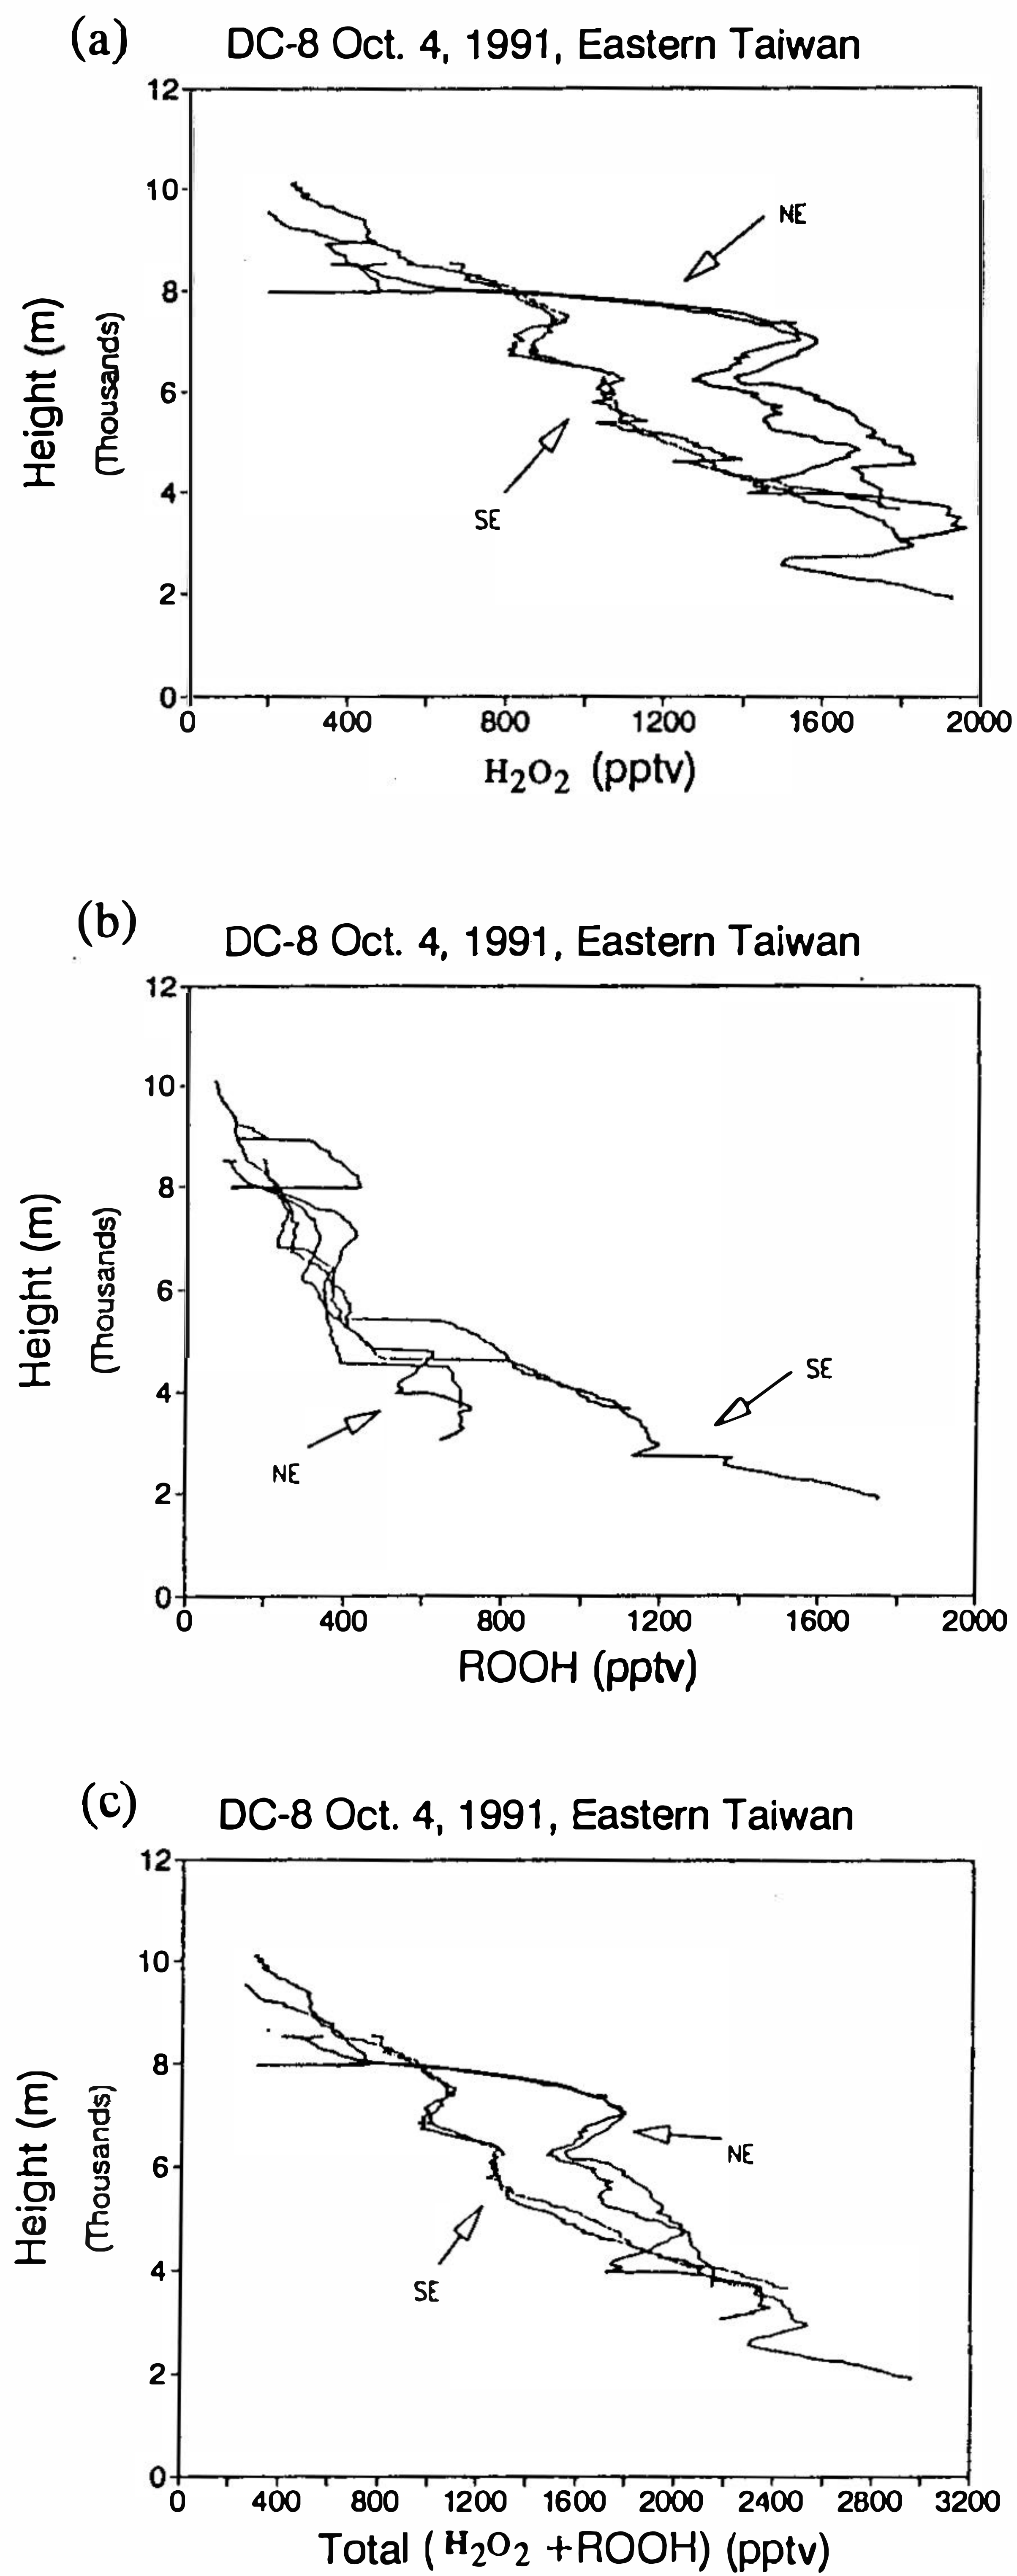 (a)
DC-8 Oct. 4, 1991, Eastern Taiwan
12
10
8
6
4
2
0
Height (m)
(Thousands)
NE
SE
0 400 800 1200 1600 2000
H₂O₂ (pptv)
(b)
DC-8 Oct. 4, 1991, Eastern Taiwan
12
10
8
6
4
2
0
Height (m)
(Thousands)
SE
NE
0 400 800 1200 1600 2000
ROOH (pptv)
(c)
DC-8 Oct. 4, 1991, Eastern Taiwan
12
10
8
6
4
2
0
Height (m)
(Thousands)
NE
SE
0 400 800 1200 1600 2000 2400 2800 3200
Total ( H₂O₂ +ROOH) (pptv)